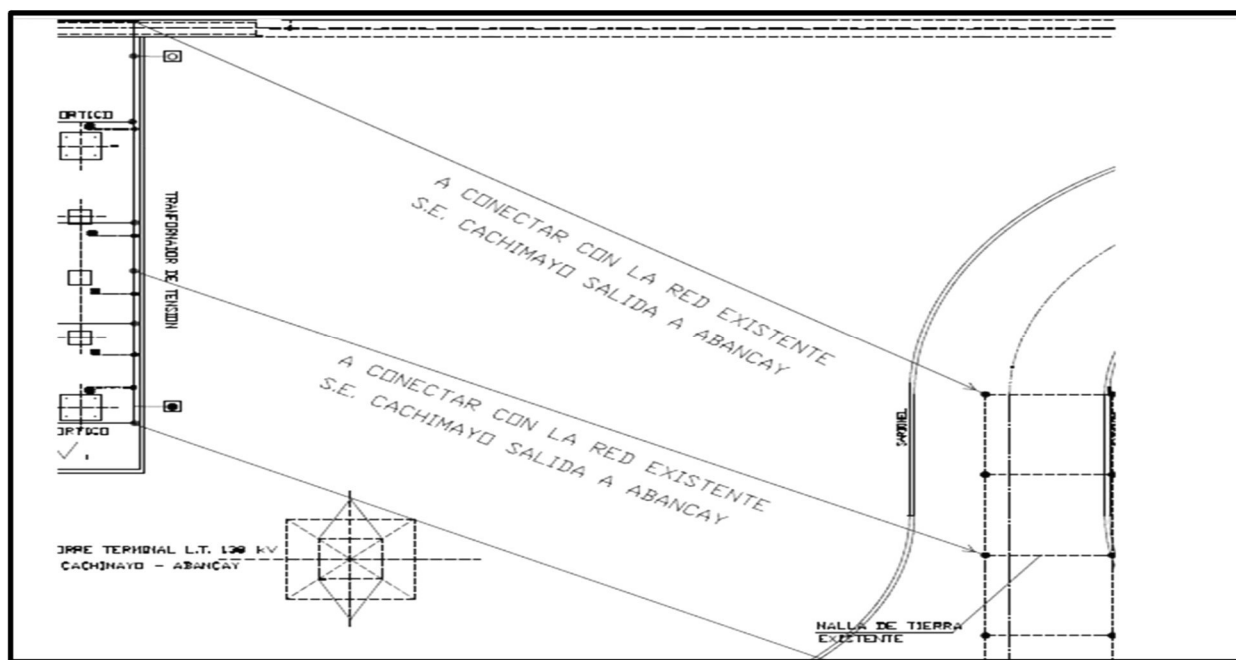 ORTICO
TRANFORMADOR DE TENSION
A CONECTAR CON LA RED EXISTENTE
S.E. CACHIMAYO SALIDA A ABANCAY
A CONECTAR CON LA RED EXISTENTE
S.E. CACHIMAYO SALIDA A ABANCAY
SARDINEL
ORTICO
ORRE TERMINAL L.T. 138 kV
CACHIMAYO - ABANCAY
MALLA DE TIERRA
EXISTENTE